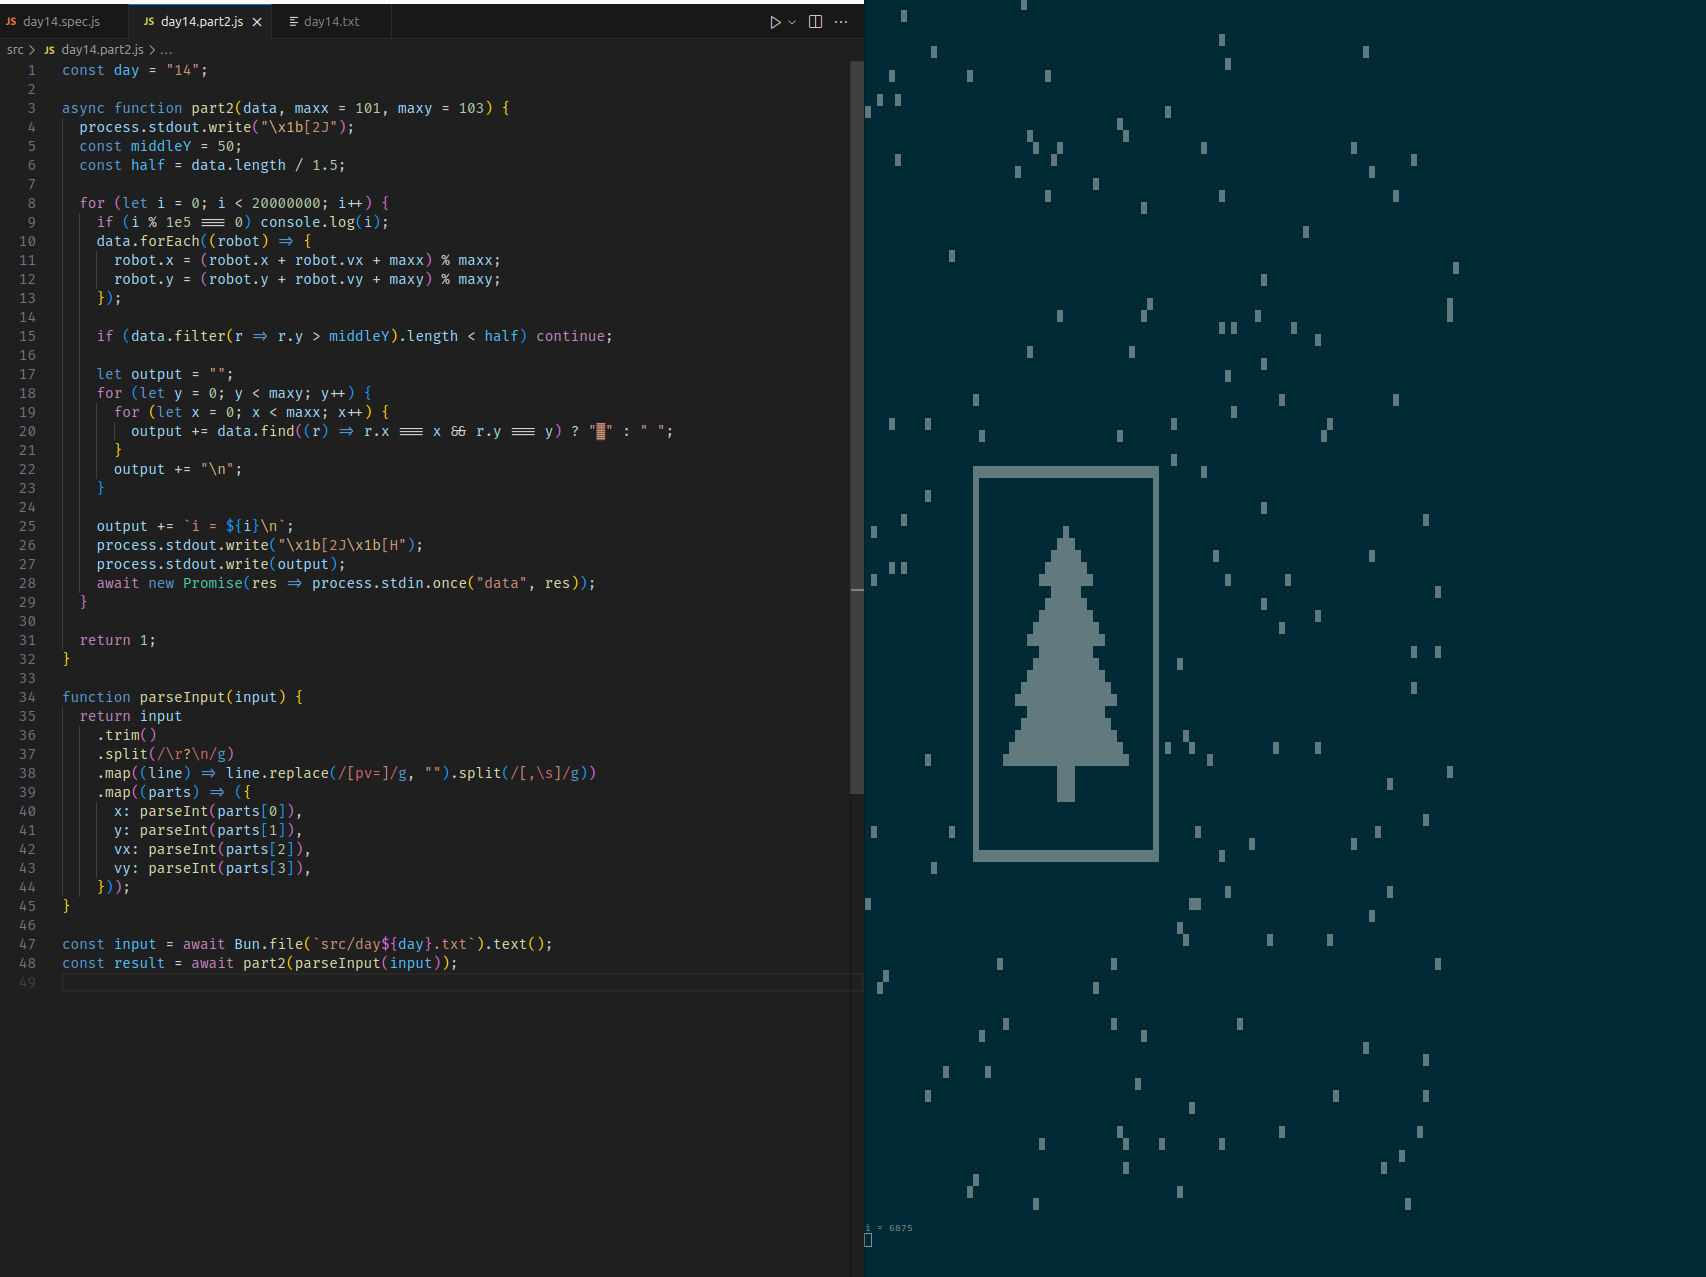 JS day14.spec.js
JS day14.part2.js
day14.txt
src > JS day14.part2.js > ...
1 const day = "14";
2
3 async function part2(data, maxx = 101, maxy = 103) {
4 process.stdout.write("\x1b[2J");
5 const middleY = 50;
6 const half = data.length / 1.5;
7
8 for (let i = 0; i < 20000000; i++) {
9 if (i % 1e5 === 0) console.log(i);
10 data.forEach((robot) => {
11 robot.x = (robot.x + robot.vx + maxx) % maxx;
12 robot.y = (robot.y + robot.vy + maxy) % maxy;
13 });
14
15 if (data.filter(r => r.y > middleY).length < half) continue;
16
17 let output = "";
18 for (let y = 0; y < maxy; y++) {
19 for (let x = 0; x < maxx; x++) {
20 output += data.find((r) => r.x === x && r.y === y) ? "▓" : " ";
21 }
22 output += "\n";
23 }
24
25 output += `i = ${i}\n`;
26 process.stdout.write("\x1b[2J\x1b[H");
27 process.stdout.write(output);
28 await new Promise(res => process.stdin.once("data", res));
29 }
30
31 return 1;
32 }
33
34 function parseInput(input) {
35 return input
36 .trim()
37 .split(/\r?\n/g)
38 .map((line) => line.replace(/[pv=]/g, "").split(/[,\s]/g))
39 .map((parts) => ({
40 x: parseInt(parts[0]),
41 y: parseInt(parts[1]),
42 vx: parseInt(parts[2]),
43 vy: parseInt(parts[3]),
44 }));
45 }
46
47 const input = await Bun.file(`src/day${day}.txt`).text();
48 const result = await part2(parseInput(input));
49
i = 6875